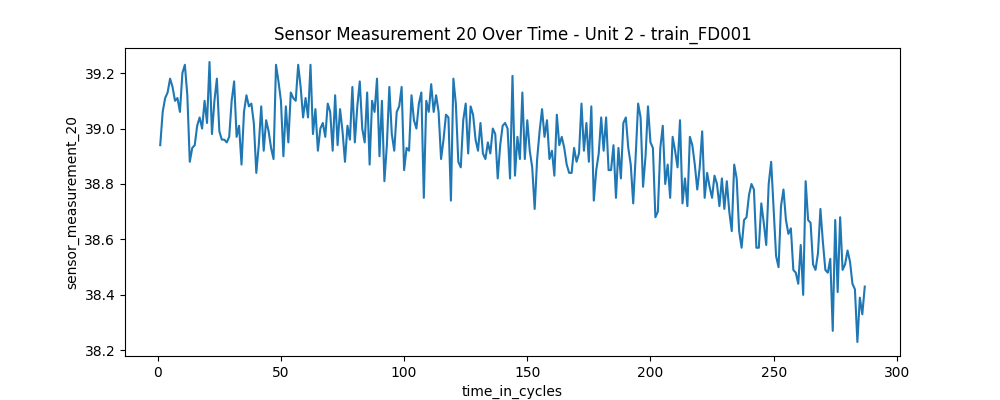 Sensor Measurement 20 Over Time - Unit 2 - train_FD001
sensor_measurement_20
39.2
39.0
38.8
38.6
38.4
38.2
0 50 100 150 200 250 300
time_in_cycles